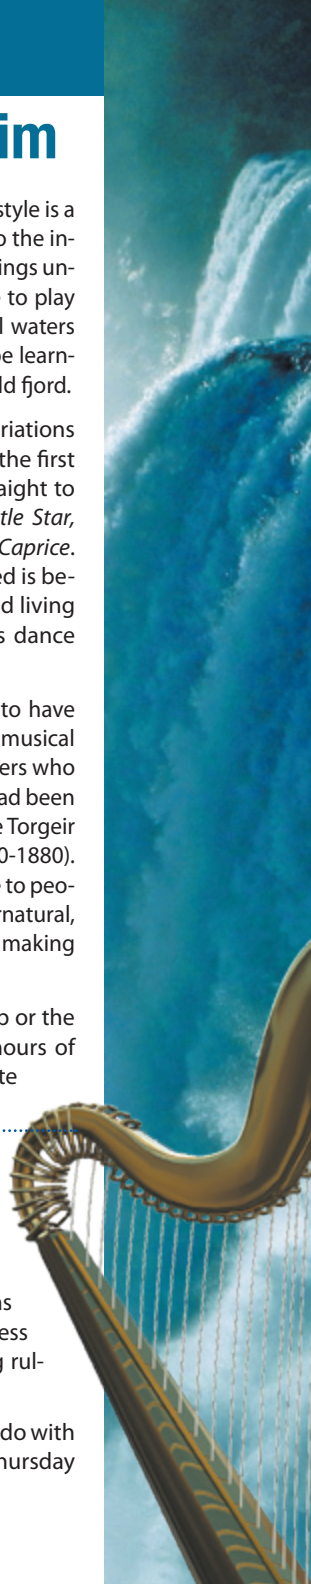 im
style is a
o the in-
ings un-
to play
l waters
be learn-
ld fjord.
riations
the first
aight to
tle Star,
Caprice.
ed is be-
d living
s dance
to have
musical
ers who
ad been
e Torgeir
0-1880).
to peo-
rnatural,
making
p or the
hours of
te
as
ess
g rul-
do with
hursday